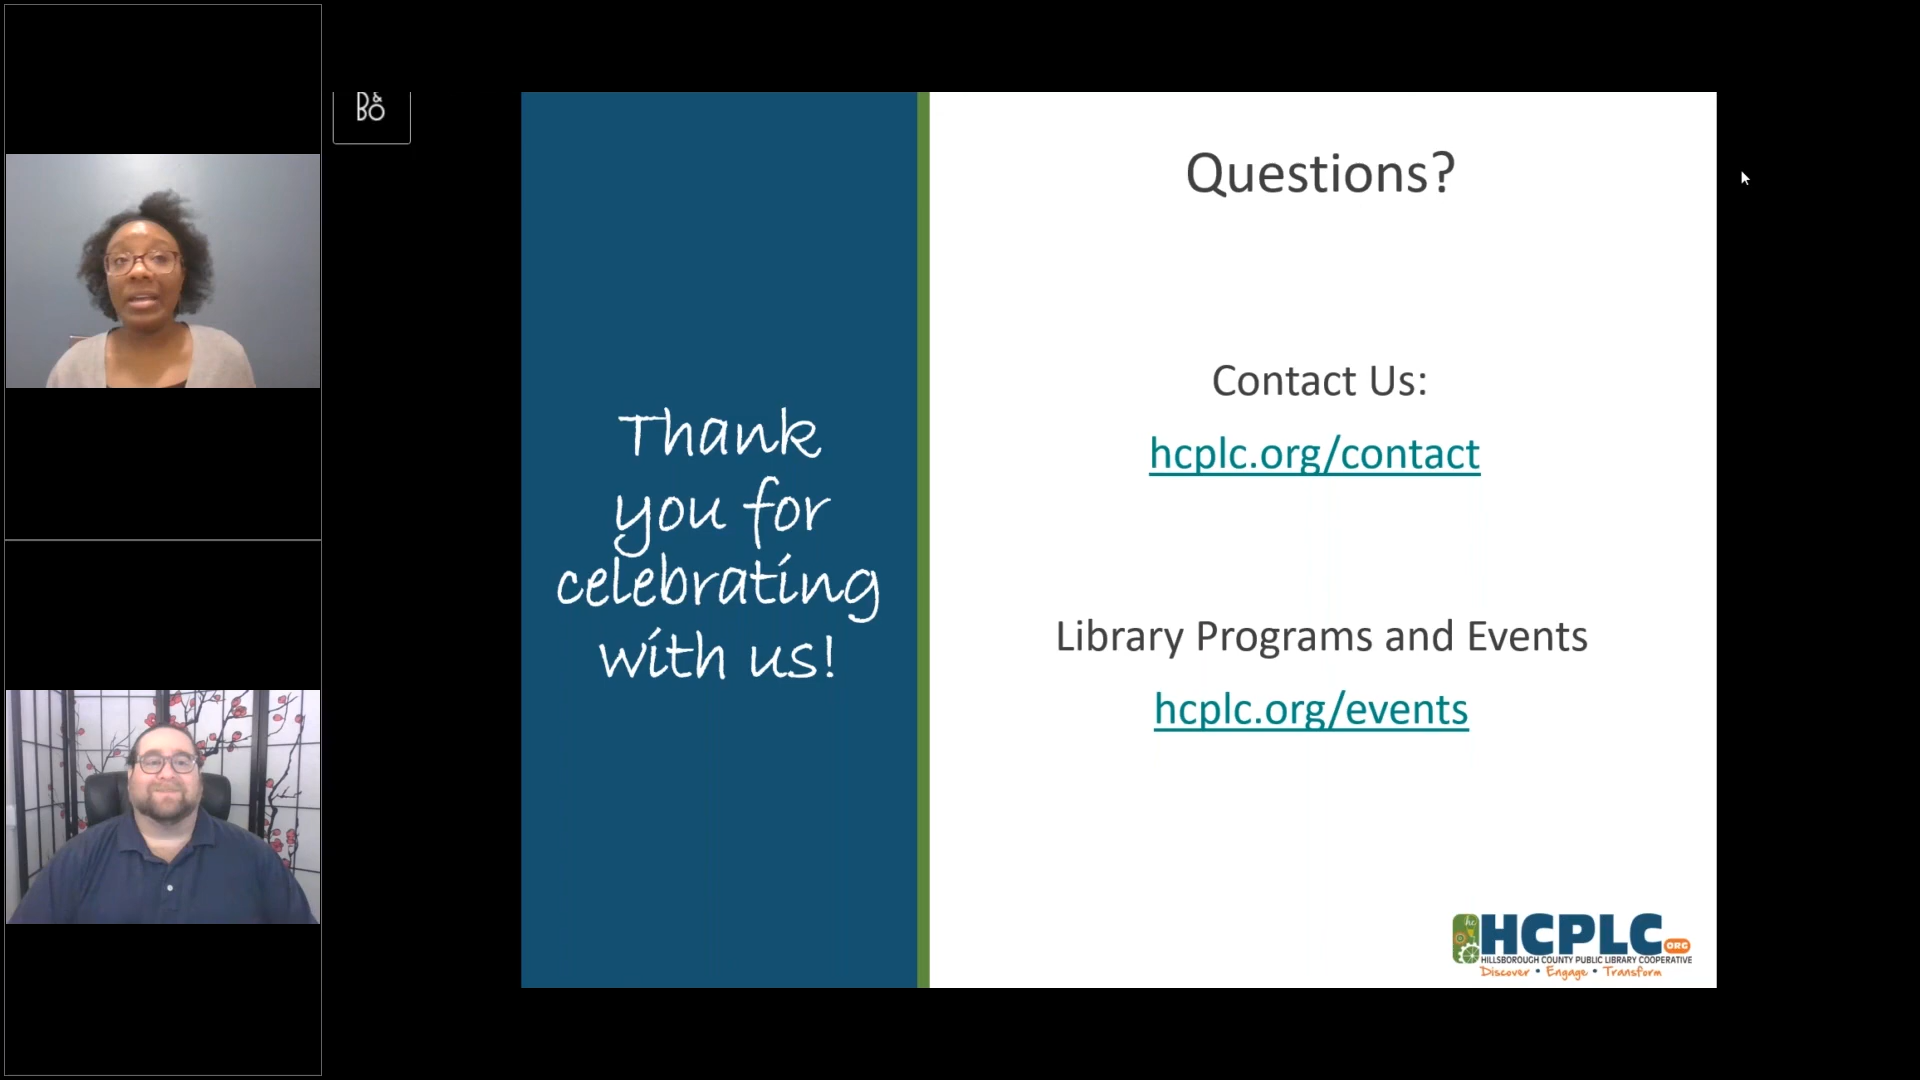 B&O
Thank
you for
celebrating
with us!
Questions?
Contact Us:
hcplc.org/contact
Library Programs and Events
hcplc.org/events
hc
HCPLC
ORG
HILLSBOROUGH COUNTY PUBLIC LIBRARY COOPERATIVE
Discover • Engage • Transform